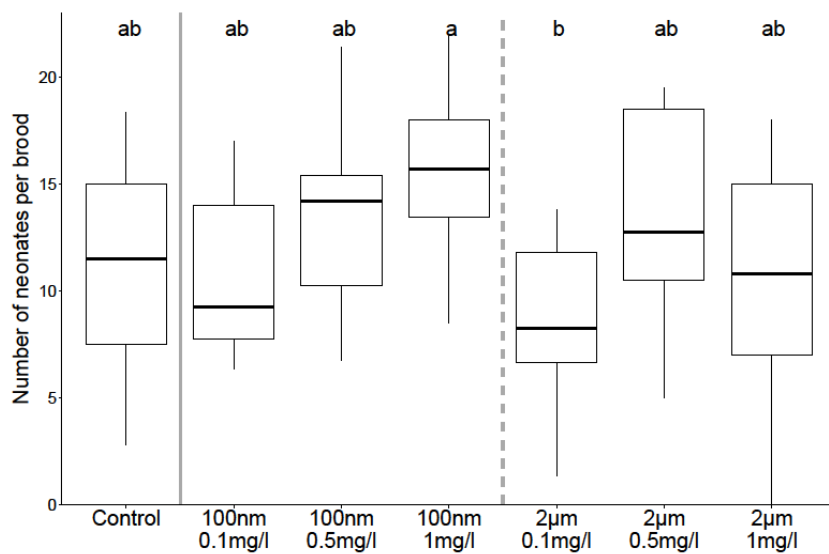 ab ab ab a b ab ab
Number of neonates per brood
20
15
10
5
0
Control 100nm 100nm 100nm 2µm 2µm 2µm
0.1mg/l 0.5mg/l 1mg/l 0.1mg/l 0.5mg/l 1mg/l